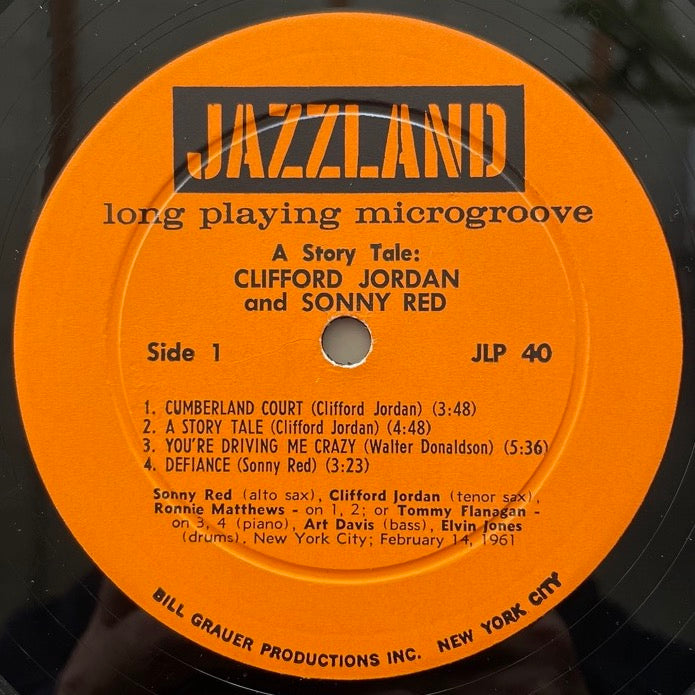 JAZZLAND
long playing microgroove
A Story Tale:
CLIFFORD JORDAN
and SONNY RED
Side 1 JLP 40
1. CUMBERLAND COURT (Clifford Jordan) (3:48)
2. A STORY TALE (Clifford Jordan) (4:48)
3. YOU'RE DRIVING ME CRAZY (Walter Donaldson) (5:36)
4. DEFIANCE (Sonny Red) (3:23)
Sonny Red (alto sax), Clifford Jordan (tenor sax),
Ronnie Matthews - on 1, 2; or Tommy Flanagan -
on 3, 4 (piano), Art Davis (bass), Elvin Jones
(drums), New York City; February 14, 1961
BILL GRAUER PRODUCTIONS INC. NEW YORK CITY